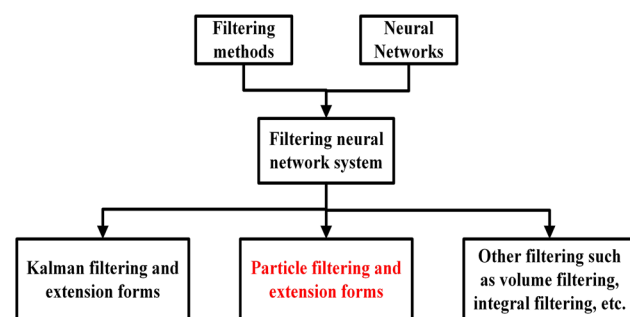 Filtering
methods
Neural
Networks
Filtering neural
network system
Kalman filtering and
extension forms
Particle filtering and
extension forms
Other filtering such
as volume filtering,
integral filtering, etc.